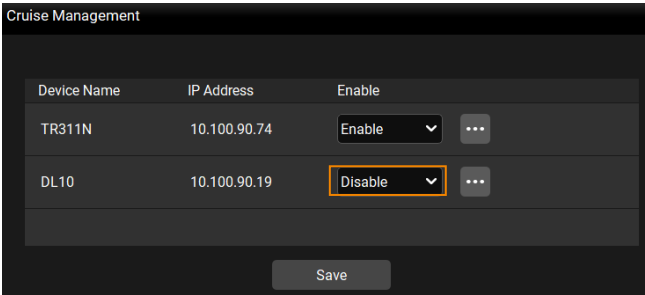 Cruise Management
Device Name IP Address Enable
TR311N 10.100.90.74 Enable
DL10 10.100.90.19 Disable
Save